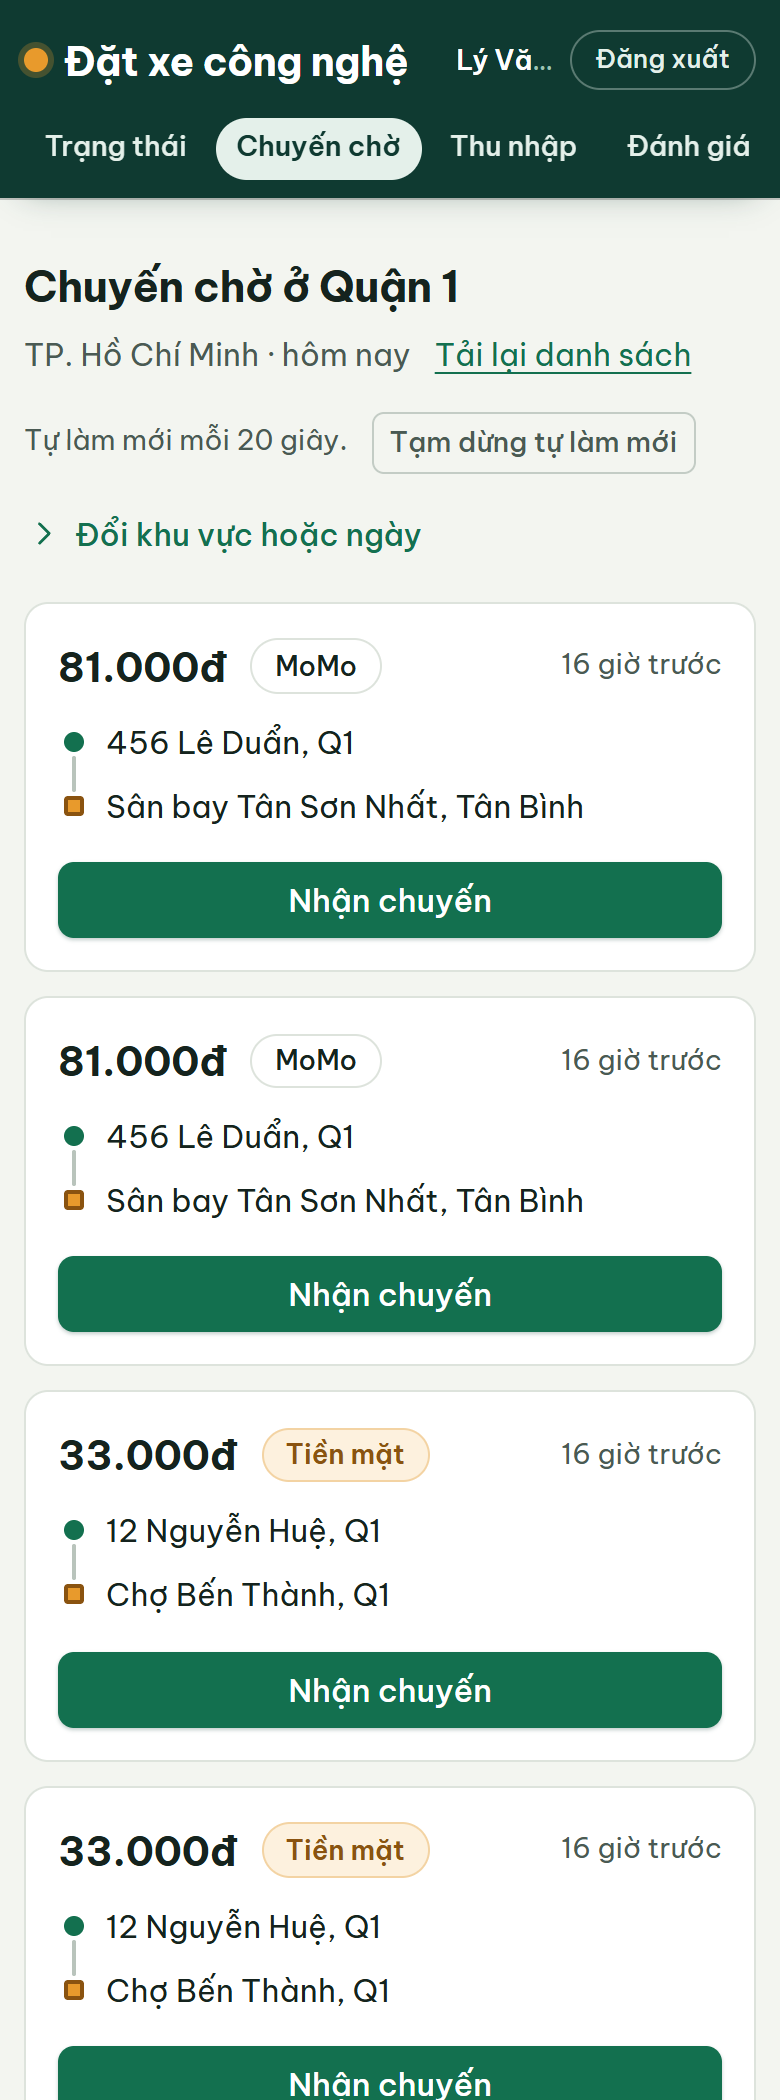 Đặt xe công nghệ
Lý Vă...
Đăng xuất
Trạng thái
Chuyến chờ
Thu nhập
Đánh giá
Chuyến chờ ở Quận 1
TP. Hồ Chí Minh · hôm nay
Tải lại danh sách
Tự làm mới mỗi 20 giây.
Tạm dừng tự làm mới
Đổi khu vực hoặc ngày
81.000đ
MoMo
16 giờ trước
456 Lê Duẩn, Q1
Sân bay Tân Sơn Nhất, Tân Bình
Nhận chuyến
81.000đ
MoMo
16 giờ trước
456 Lê Duẩn, Q1
Sân bay Tân Sơn Nhất, Tân Bình
Nhận chuyến
33.000đ
Tiền mặt
16 giờ trước
12 Nguyễn Huệ, Q1
Chợ Bến Thành, Q1
Nhận chuyến
33.000đ
Tiền mặt
16 giờ trước
12 Nguyễn Huệ, Q1
Chợ Bến Thành, Q1
Nhận chuyến